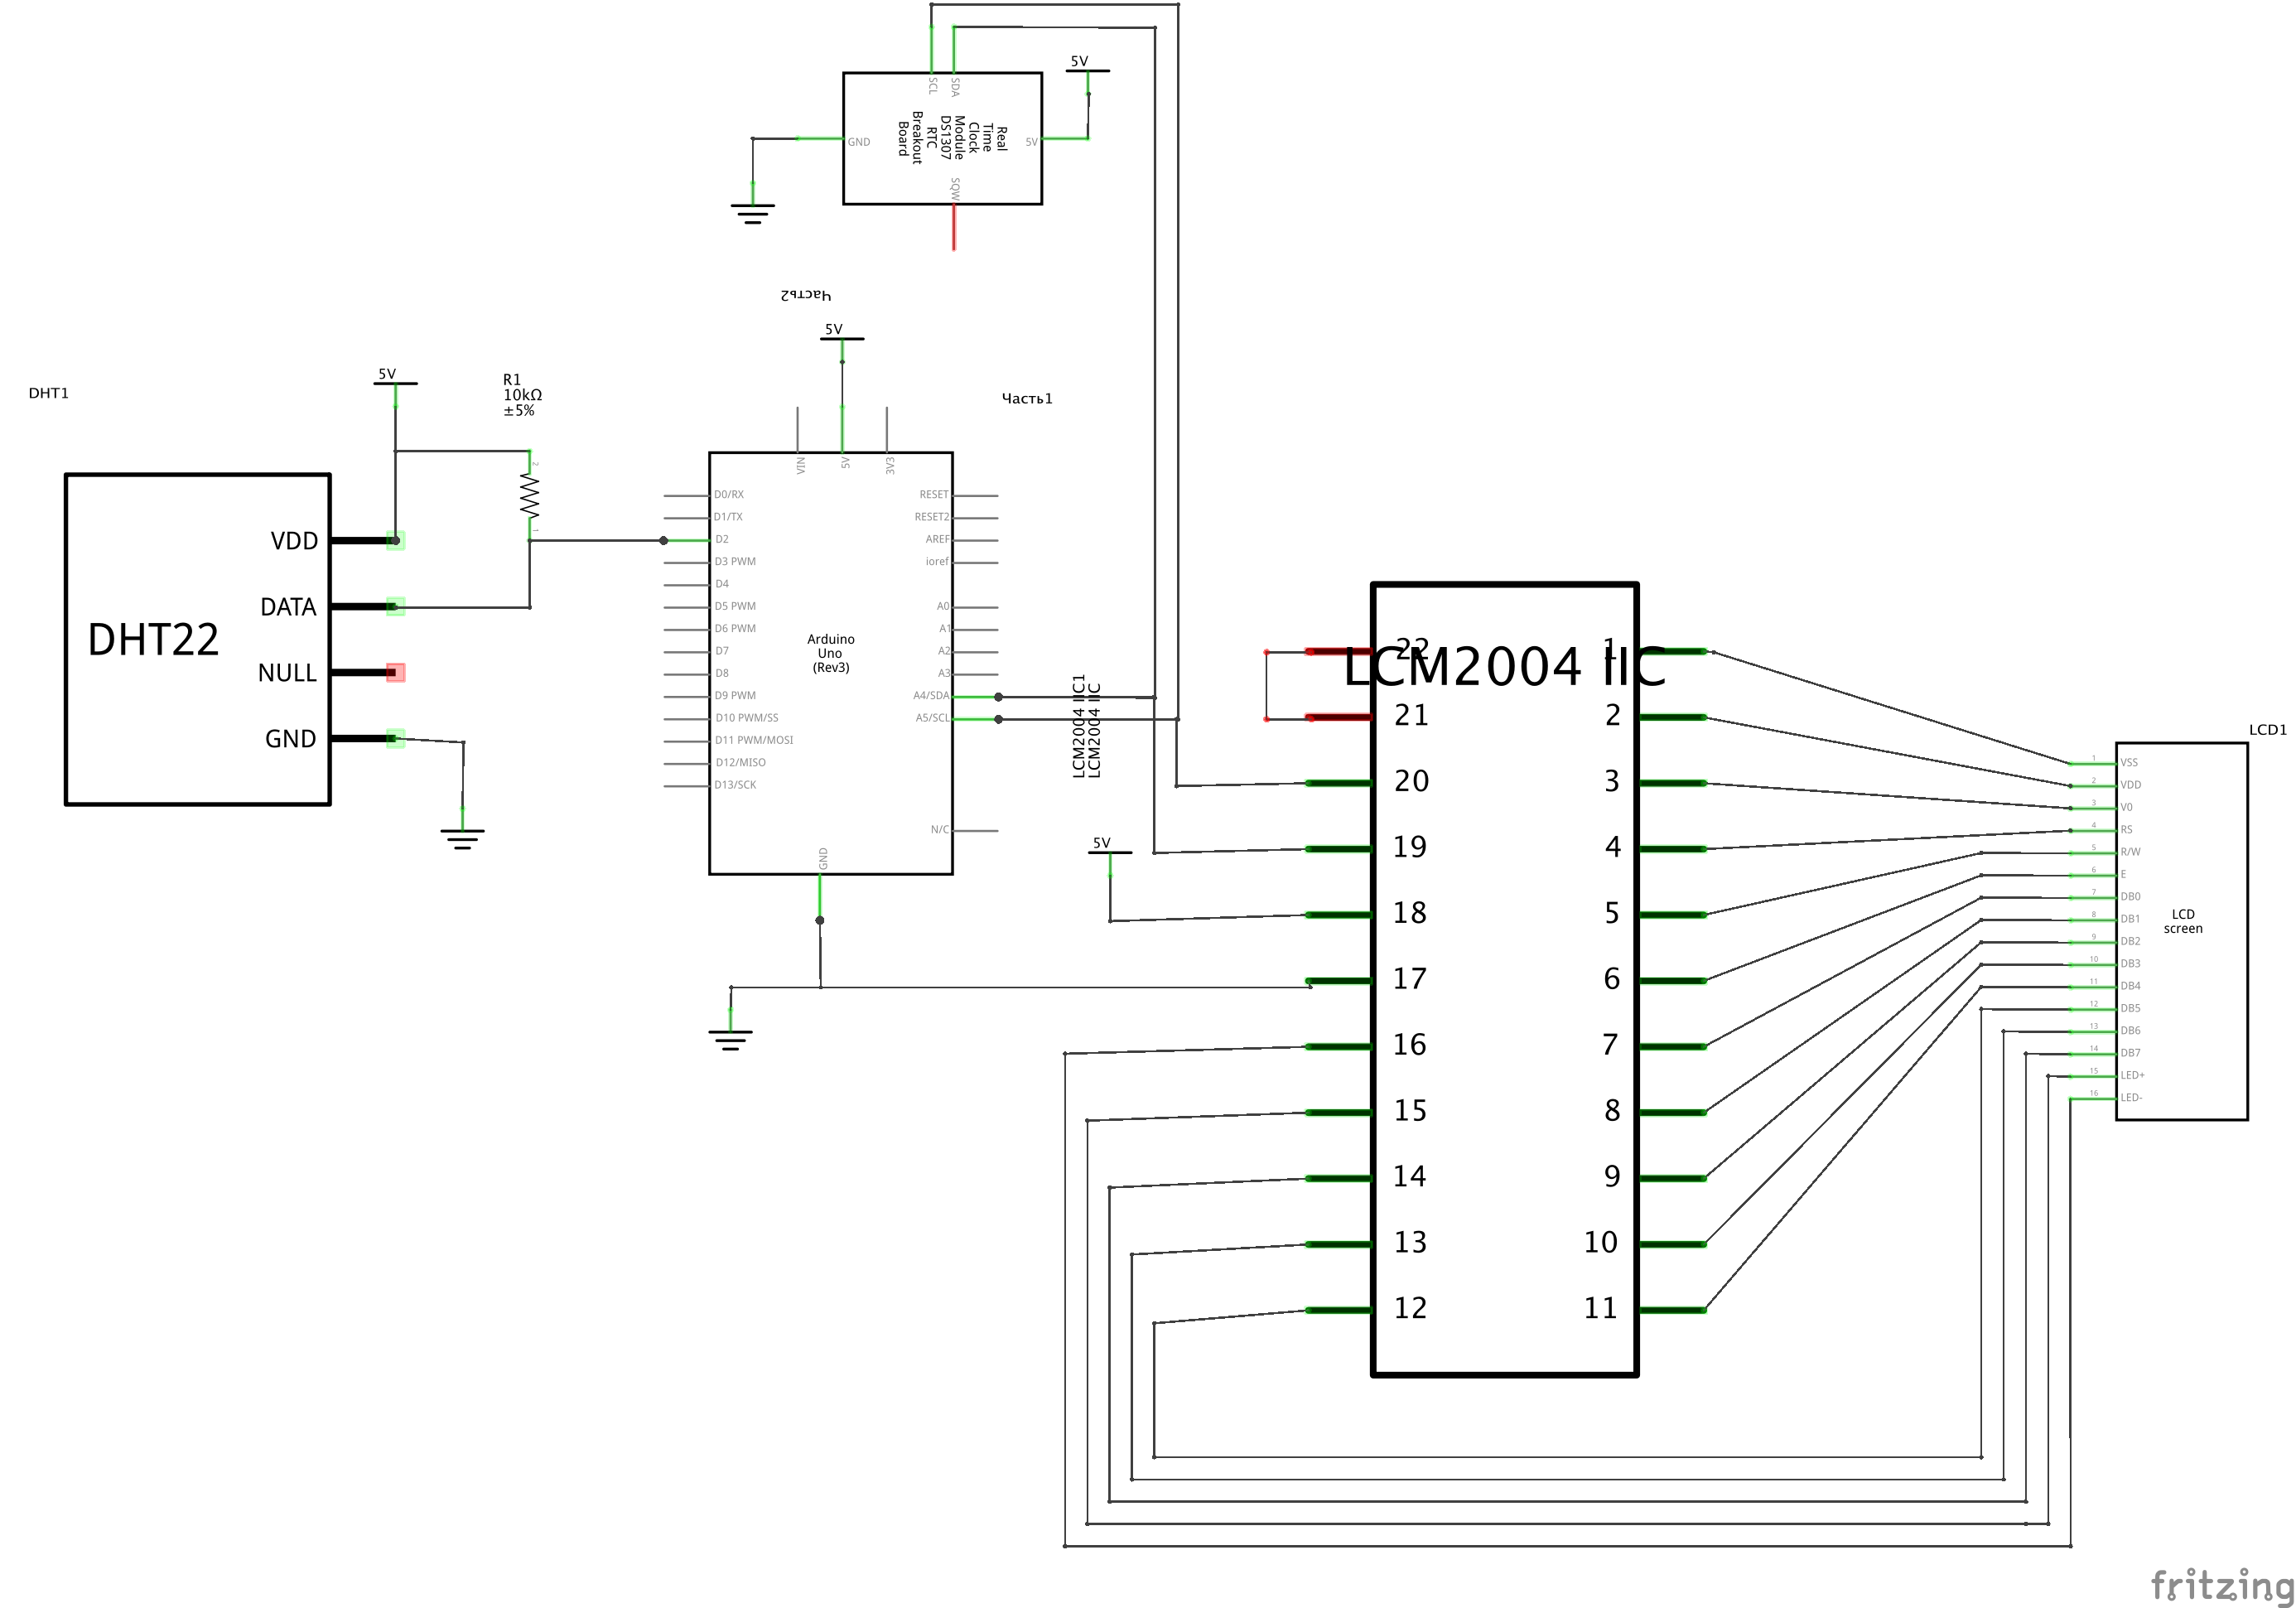 SCL
SDA
5V
Real
Time
Clock
Module
DS1307
RTC
Breakout
Board
GND
5V
SQW
Часть2
5V
5V
R1
10kΩ
±5%
DHT1
Часть1
2
1
VIN
5V
3V3
D0/RX
D1/TX
D2
D3 PWM
D4
D5 PWM
D6 PWM
D7
D8
D9 PWM
D10 PWM/SS
D11 PWM/MOSI
D12/MISO
D13/SCK
RESET
RESET2
AREF
ioref
A0
A1
A2
A3
A4/SDA
A5/SCL
N/C
GND
Arduino
Uno
(Rev3)
VDD
DATA
NULL
GND
DHT22
LCM2004 IIC1
LCM2004 IIC
5V
LCM2004 IIC
22
21
20
19
18
17
16
15
14
13
12
1
2
3
4
5
6
7
8
9
10
11
LCD1
1 VSS
2 VDD
3 V0
4 RS
5 R/W
6 E
7 DB0
8 DB1
9 DB2
10 DB3
11 DB4
12 DB5
13 DB6
14 DB7
15 LED+
16 LED-
LCD
screen
fritzing